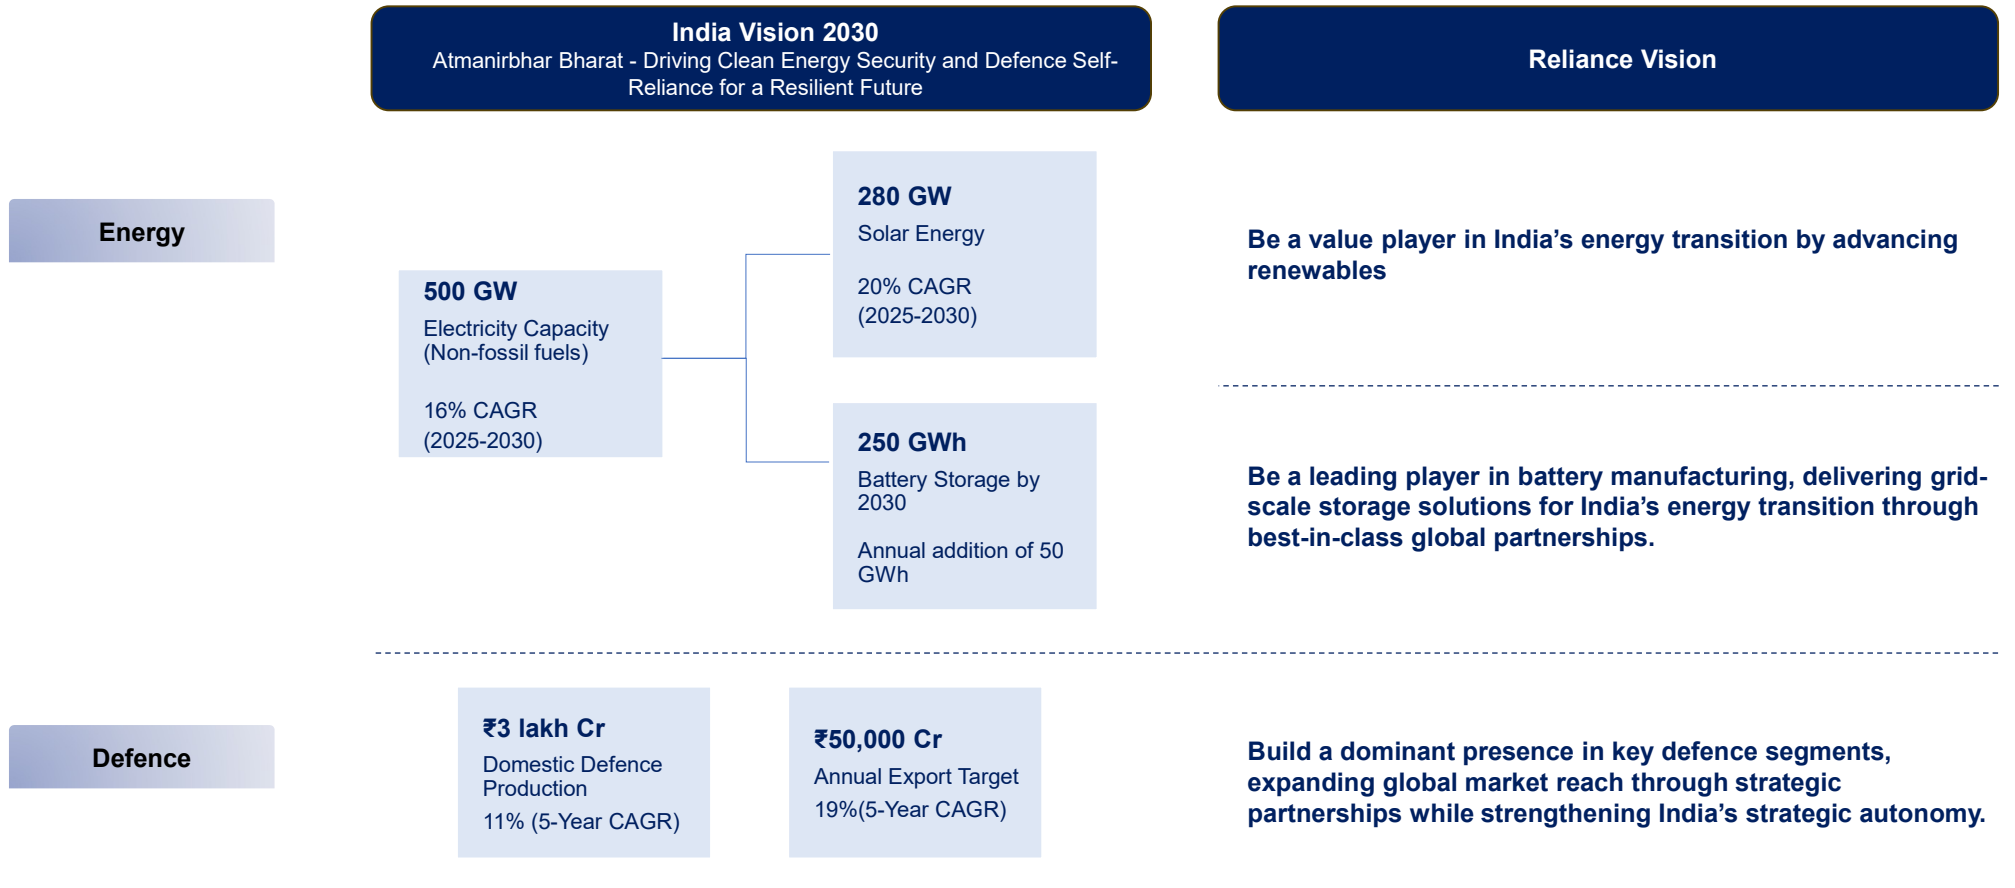 India Vision 2030
Atmanirbhar Bharat - Driving Clean Energy Security and Defence Self-
Reliance for a Resilient Future
Reliance Vision
Energy
500 GW
Electricity Capacity
(Non-fossil fuels)
16% CAGR
(2025-2030)
280 GW
Solar Energy
20% CAGR
(2025-2030)
250 GWh
Battery Storage by
2030
Annual addition of 50
GWh
Be a value player in India’s energy transition by advancing
renewables
Be a leading player in battery manufacturing, delivering grid-
scale storage solutions for India’s energy transition through
best-in-class global partnerships.
Defence
₹3 lakh Cr
Domestic Defence
Production
11% (5-Year CAGR)
₹50,000 Cr
Annual Export Target
19%(5-Year CAGR)
Build a dominant presence in key defence segments,
expanding global market reach through strategic
partnerships while strengthening India’s strategic autonomy.